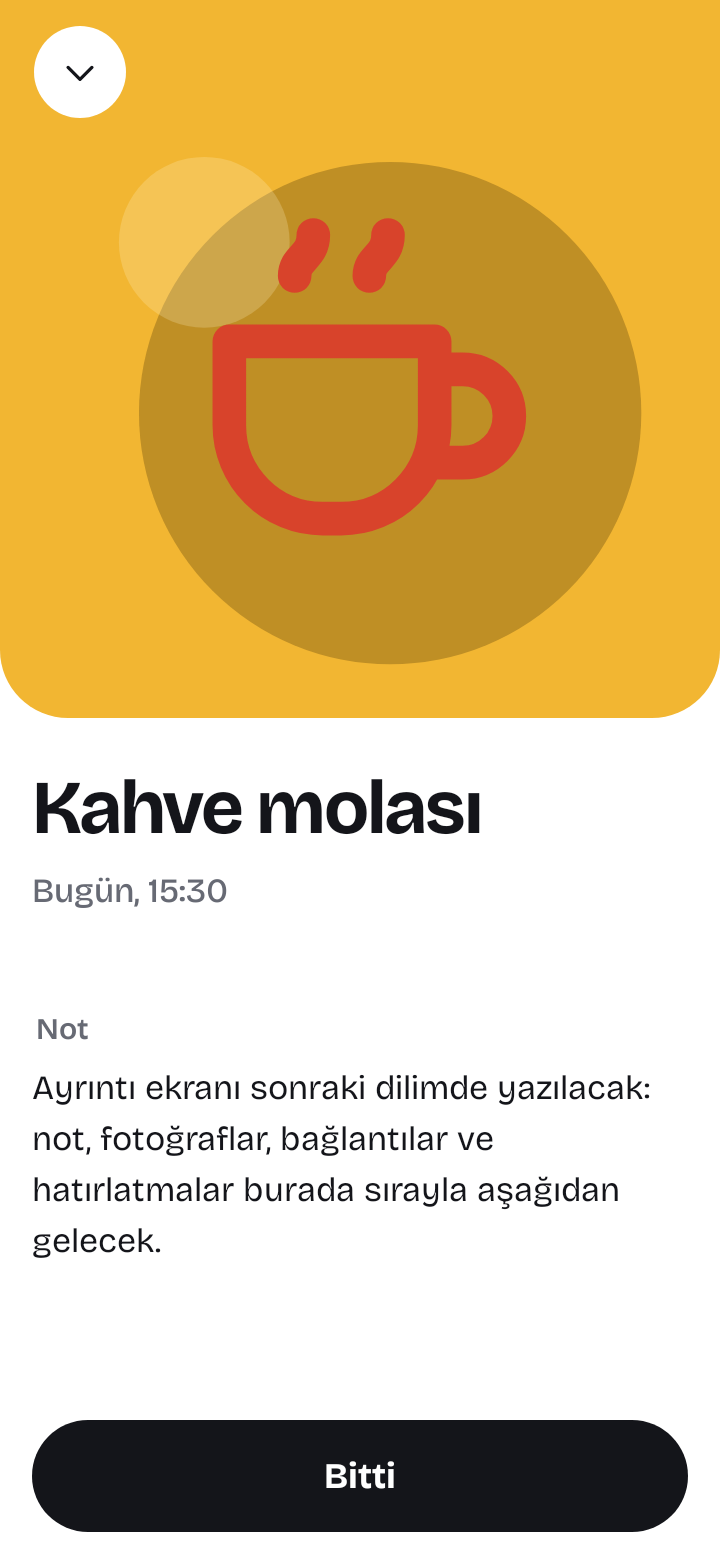 Kahve molası
Bugün, 15:30
Not
Ayrıntı ekranı sonraki dilimde yazılacak:
not, fotoğraflar, bağlantılar ve
hatırlatmalar burada sırayla aşağıdan
gelecek.
Bitti